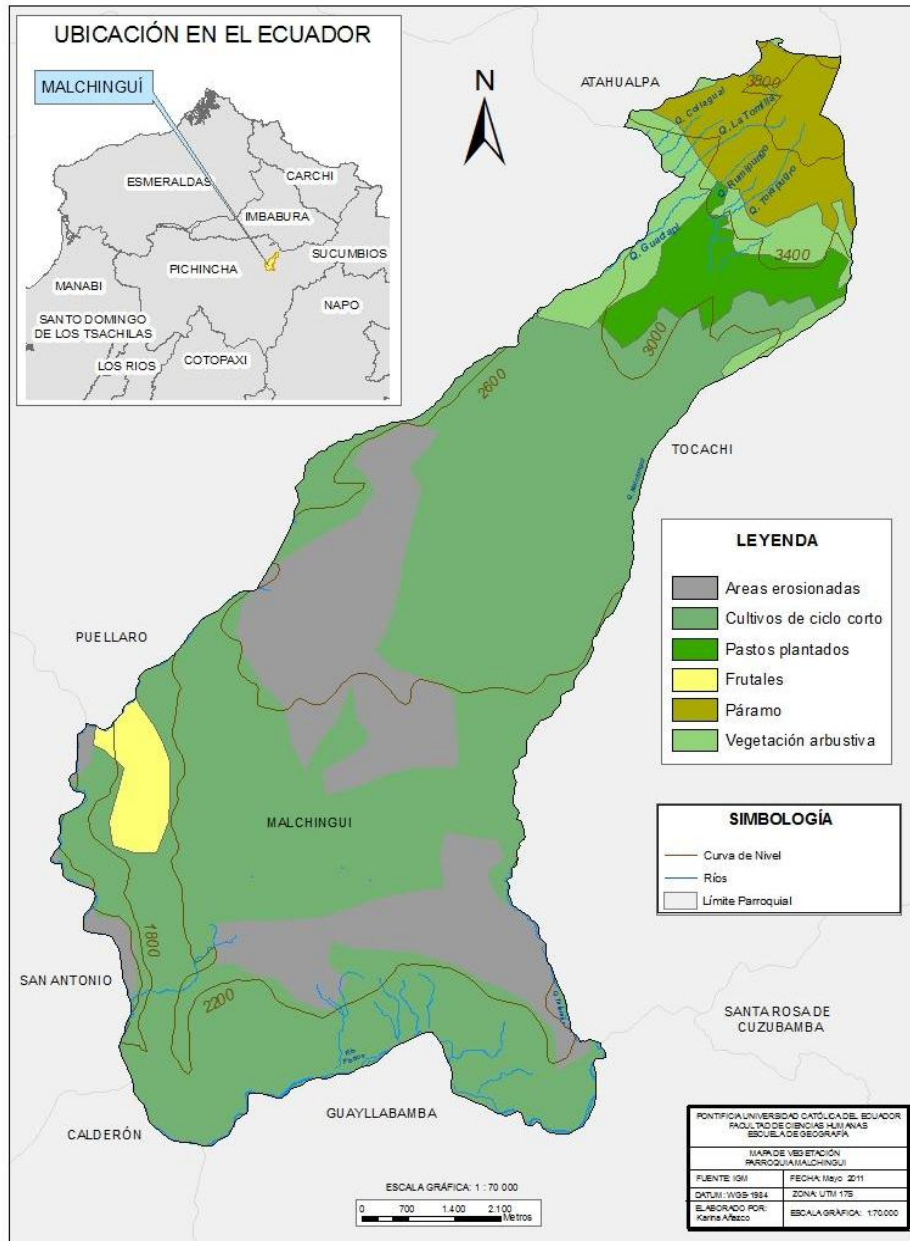 UBICACIÓN EN EL ECUADOR
MALCHINGUÍ
ESMERALDAS
CARCHI
IMBABURA
SUCUMBIOS
PICHINCHA
MANABI
NAPO
SANTO DOMINGO
DE LOS TSACHILAS
COTOPAXI
LOS RIOS
N
ATAHUALPA
3800
Q. Collagual
Q. La Tomilla
Q. Rumipungo
Q. Guadapi
3400
3000
2600
TOCACHI
PUELLARO
MALCHINGUI
1800
2200
SAN ANTONIO
SANTA ROSA DE
CUZUBAMBA
GUAYLLABAMBA
CALDERÓN
LEYENDA
Areas erosionadas
Cultivos de ciclo corto
Pastos plantados
Frutales
Páramo
Vegetación arbustiva
SIMBOLOGÍA
Curva de Nivel
Ríos
Límite Parroquial
ESCALA GRÁFICA: 1 : 70 000
0 700 1.400 2.100
Metros
PONTIFICIA UNIVERSIDAD CATÓLICA DEL ECUADOR
FACULTAD DE CIENCIAS HUMANAS
ESCUELA DE GEOGRAFÍA
MAPA DE VEGETACIÓN
PARROQUIA MALCHINGUI
FUENTE: IGM
FECHA: Mayo 2011
DATUM: WGS-1984
ZONA: UTM 17S
ELABORADO POR:
Karina Añazco
ESCALA GRÁFICA: 1:70.000